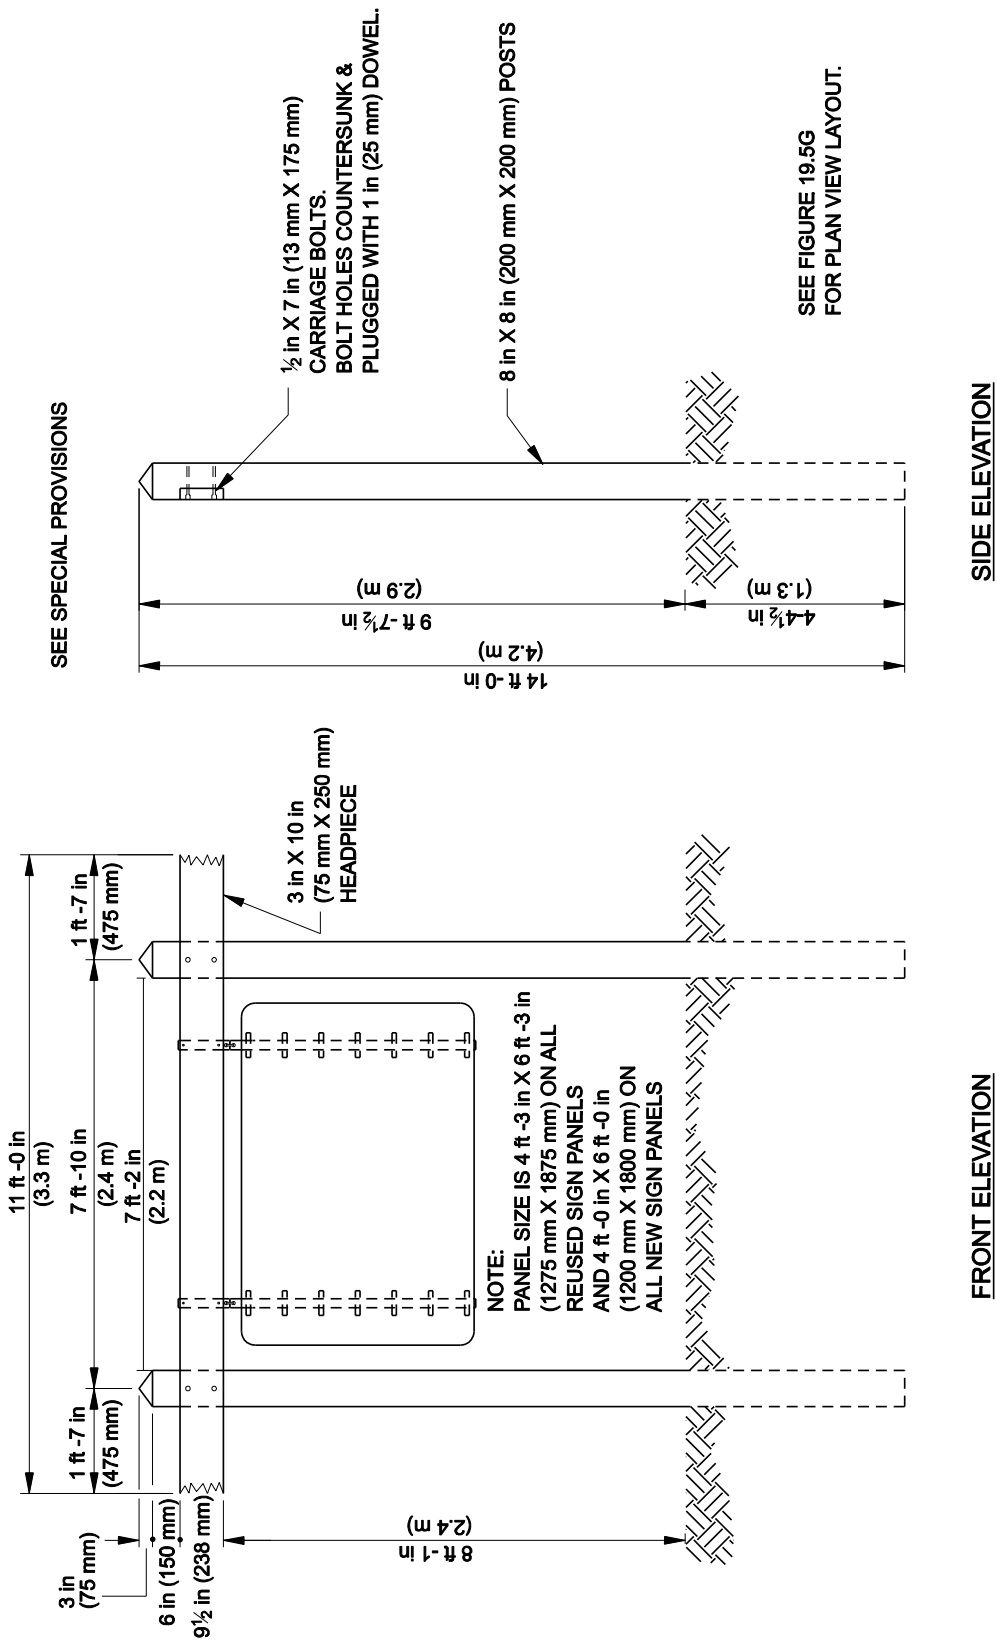 11 ft -0 in
(3.3 m)
1 ft -7 in
(475 mm)
7 ft -10 in
(2.4 m)
1 ft -7 in
(475 mm)
7 ft -2 in
(2.2 m)
3 in
(75 mm)
6 in (150 mm)
9½ in (238 mm)
8 ft -1 in
(2.4 m)
3 in X 10 in
(75 mm X 250 mm)
HEADPIECE
NOTE:
PANEL SIZE IS 4 ft -3 in X 6 ft -3 in
(1275 mm X 1875 mm) ON ALL
REUSED SIGN PANELS
AND 4 ft -0 in X 6 ft -0 in
(1200 mm X 1800 mm) ON
ALL NEW SIGN PANELS
FRONT ELEVATION
SEE SPECIAL PROVISIONS
14 ft -0 in
(4.2 m)
9 ft -7½ in
(2.9 m)
4-4½ in
(1.3 m)
½ in X 7 in (13 mm X 175 mm)
CARRIAGE BOLTS.
BOLT HOLES COUNTERSUNK &
PLUGGED WITH 1 in (25 mm) DOWEL.
8 in X 8 in (200 mm X 200 mm) POSTS
SEE FIGURE 19.5G
FOR PLAN VIEW LAYOUT.
SIDE ELEVATION